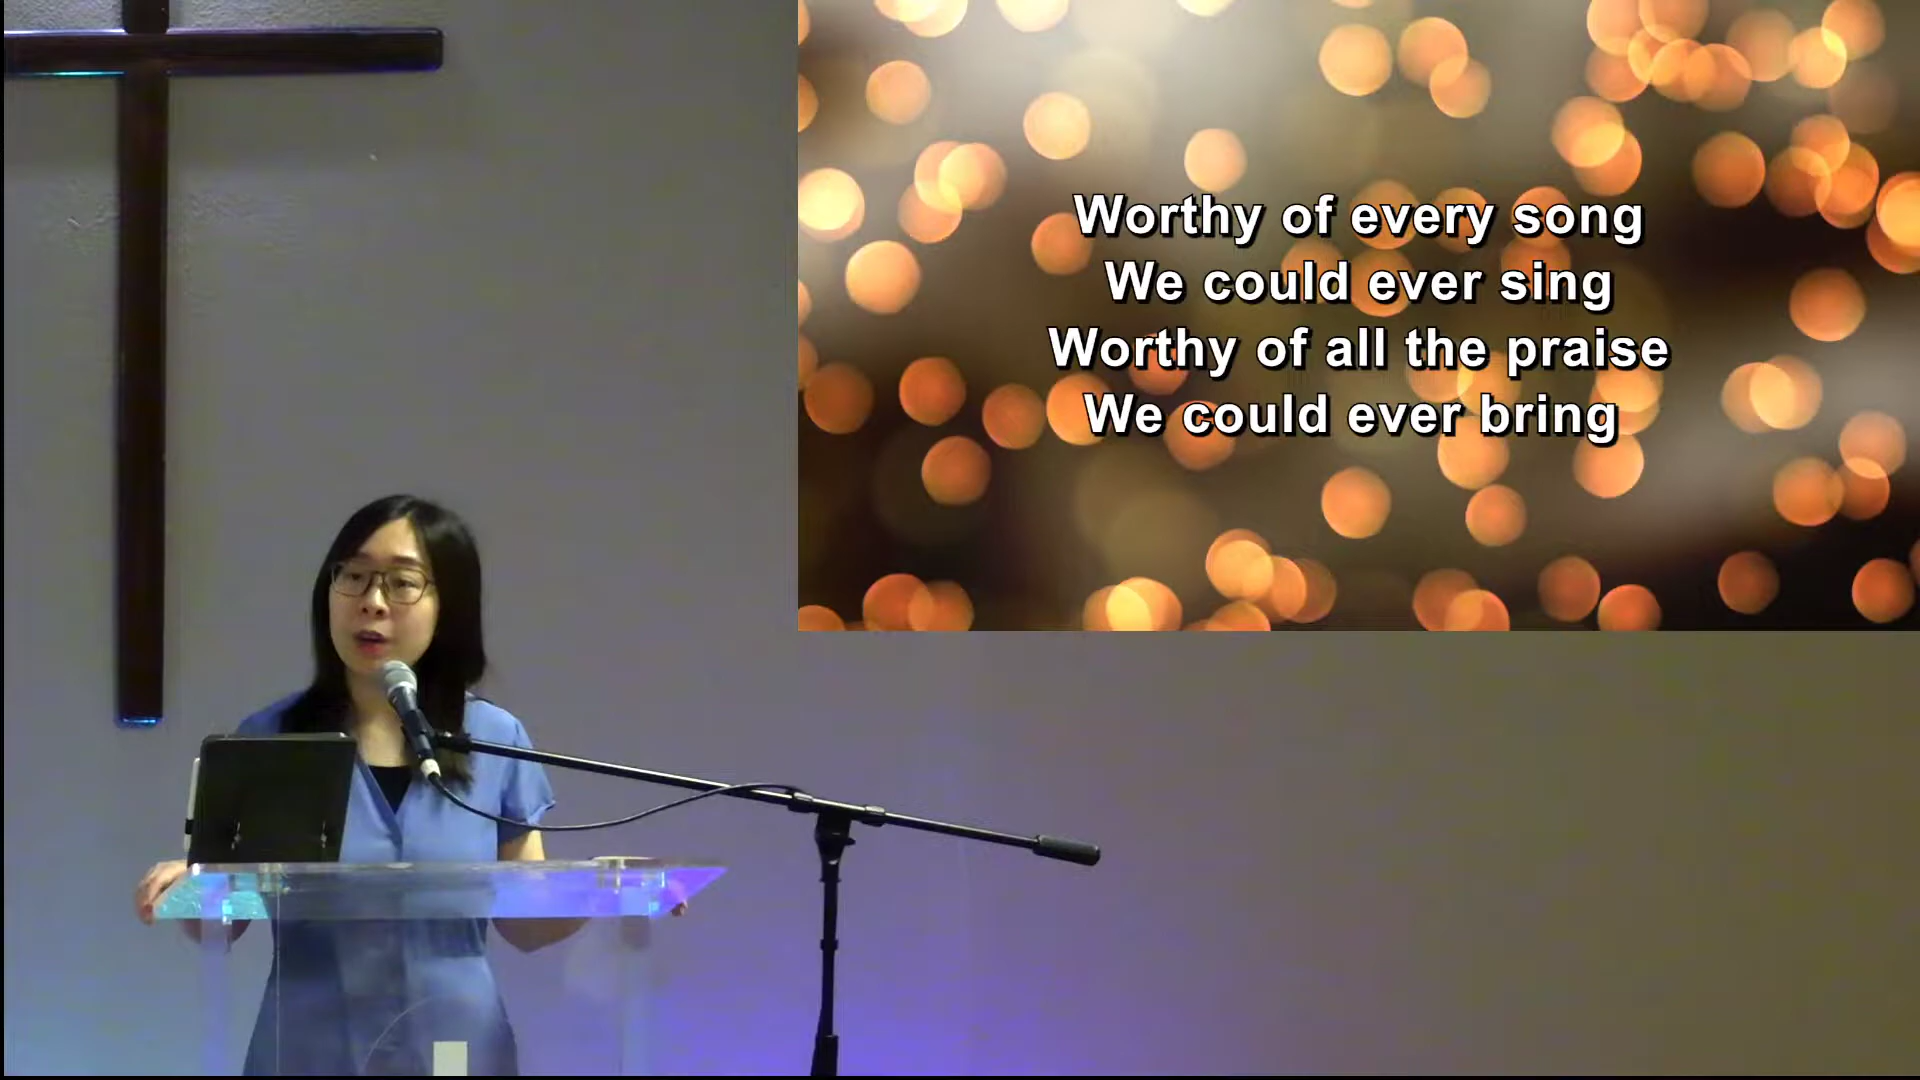 Worthy of every song
We could ever sing
Worthy of all the praise
We could ever bring